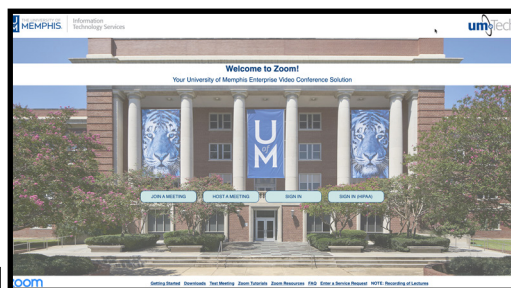 THE UNIVERSITY OF
MEMPHIS.
Information
Technology Services
umTech
Welcome to Zoom!
Your University of Memphis Enterprise Video Conference Solution
U
of
M
JOIN A MEETING
HOST A MEETING
SIGN IN
SIGN IN (HIPAA)
zoom
Getting Started Downloads Test Meeting Zoom Tutorials Zoom Resources FAQ Enter a Service Request NOTE: Recording of Lectures